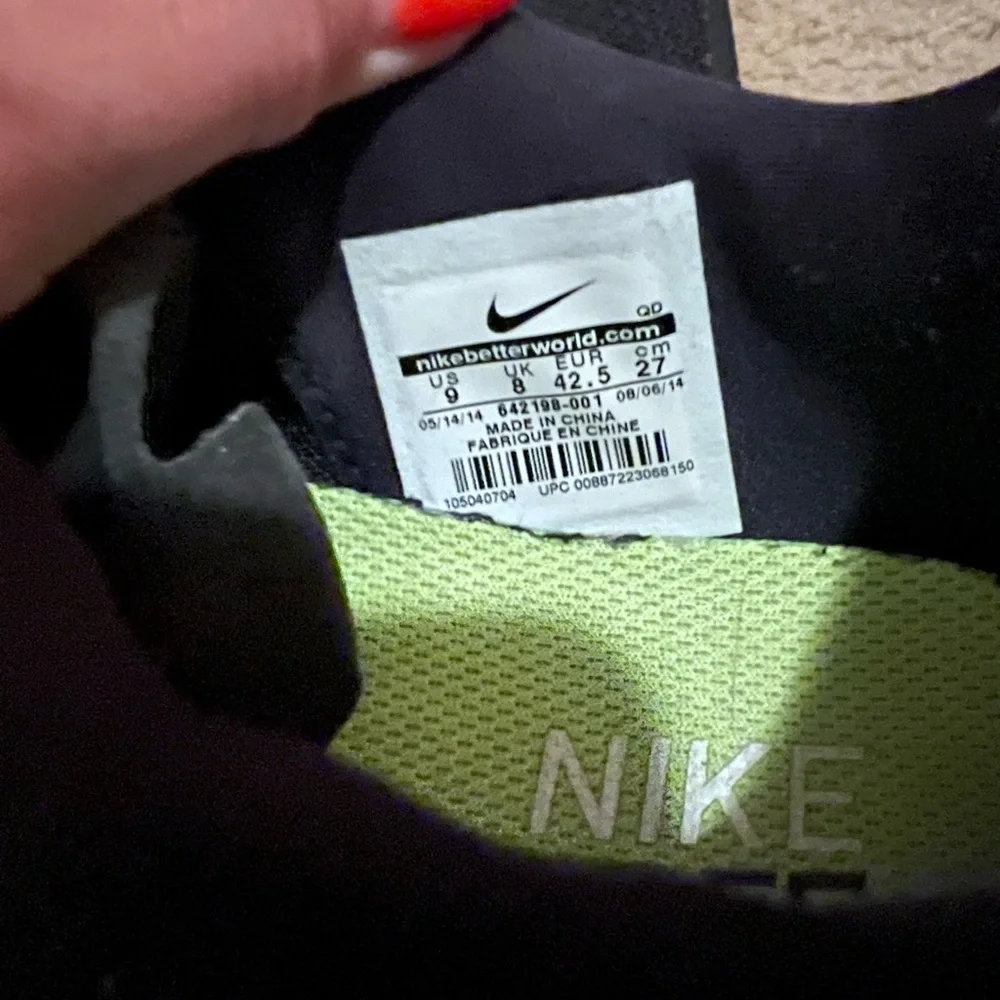 QD
nikebetterworld.com
US UK EUR cm
9 8 42.5 27
05/14/14 642198-001 08/06/14
MADE IN CHINA
FABRIQUE EN CHINE
105040704 UPC 00887223068150
NIKE